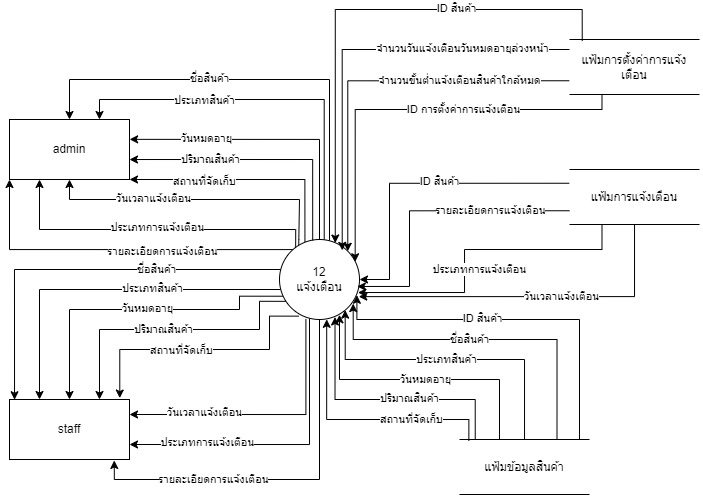 ID สินค้า
จำนวนวันแจ้งเตือนวันหมดอายุล่วงหน้า
แฟ้มการตั้งค่าการแจ้ง
เตือน
ชื่อสินค้า
จำนวนขั้นต่ำแจ้งเตือนสินค้าใกล้หมด
ประเภทสินค้า
ID การตั้งค่าการแจ้งเตือน
วันหมดอายุ
admin
ปริมาณสินค้า
สถานที่จัดเก็บ
ID สินค้า
วันเวลาแจ้งเตือน
แฟ้มการแจ้งเตือน
รายละเอียดการแจ้งเตือน
ประเภทการแจ้งเตือน
รายละเอียดการแจ้งเตือน
ชื่อสินค้า
12
แจ้งเตือน
ประเภทการแจ้งเตือน
ประเภทสินค้า
วันเวลาแจ้งเตือน
วันหมดอายุ
ID สินค้า
ปริมาณสินค้า
ชื่อสินค้า
สถานที่จัดเก็บ
ประเภทสินค้า
วันหมดอายุ
ปริมาณสินค้า
วันเวลาแจ้งเตือน
สถานที่จัดเก็บ
staff
ประเภทการแจ้งเตือน
แฟ้มข้อมูลสินค้า
รายละเอียดการแจ้งเตือน